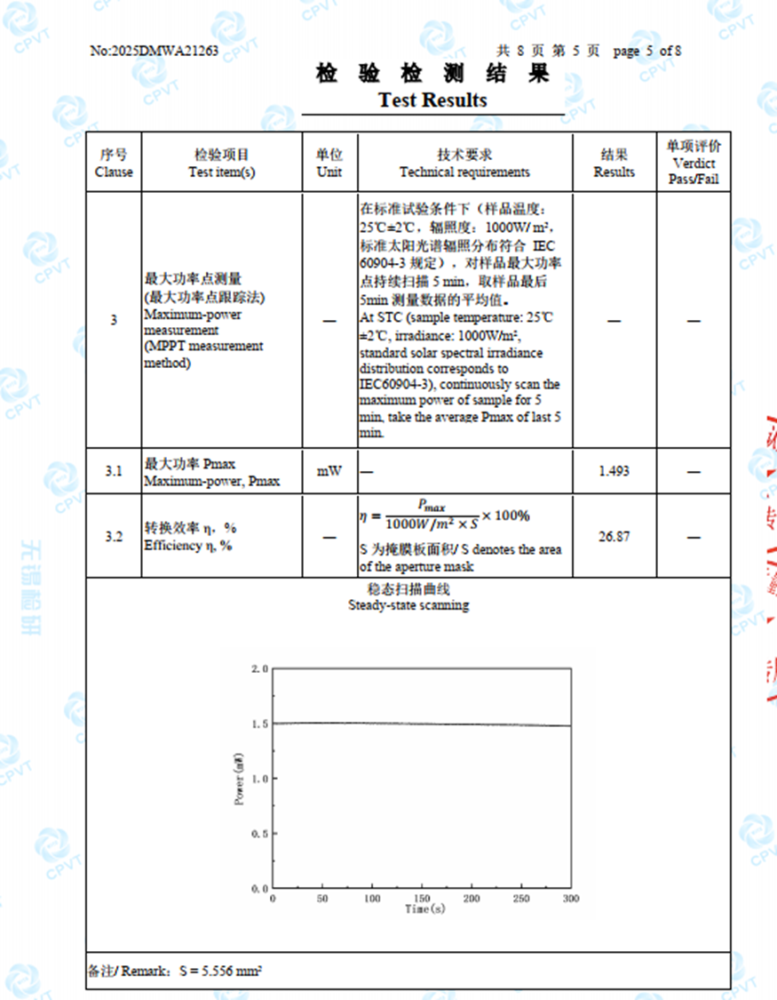 No:2025DMWA21263
共 8 页 第 5 页 page 5 of 8
检 验 检 测 结 果
Test Results
序号
Clause
检验项目
Test item(s)
单位
Unit
技术要求
Technical requirements
结果
Results
单项评价
Verdict
Pass/Fail
3
最大功率点测量
(最大功率点跟踪法)
Maximum-power
measurement
(MPPT measurement
method)
—
在标准试验条件下(样品温度:
25℃±2℃,辐照度:1000W/ m²,
标准太阳光谱辐照分布符合 IEC
60904-3 规定),对样品最大功率
点持续扫描 5 min,取样品最后
5min 测量数据的平均值。
At STC (sample temperature: 25℃
±2℃, irradiance: 1000W/m²,
standard solar spectral irradiance
distribution corresponds to
IEC60904-3), continuously scan the
maximum power of sample for 5
min, take the average Pmax of last 5
min.
—
—
3.1
最大功率 Pmax
Maximum-power, Pmax
mW
—
1.493
—
3.2
转换效率 η,%
Efficiency η, %
—
η = Pmax / 1000W/m² × S × 100%
S 为掩膜板面积/ S denotes the area
of the aperture mask
26.87
—
稳态扫描曲线
Steady-state scanning
2.0
1.5
1.0
0.5
0.0
Power(mW)
0 50 100 150 200 250 300
Time(s)
备注/ Remark:S = 5.556 mm²
CPVT
无锡检研